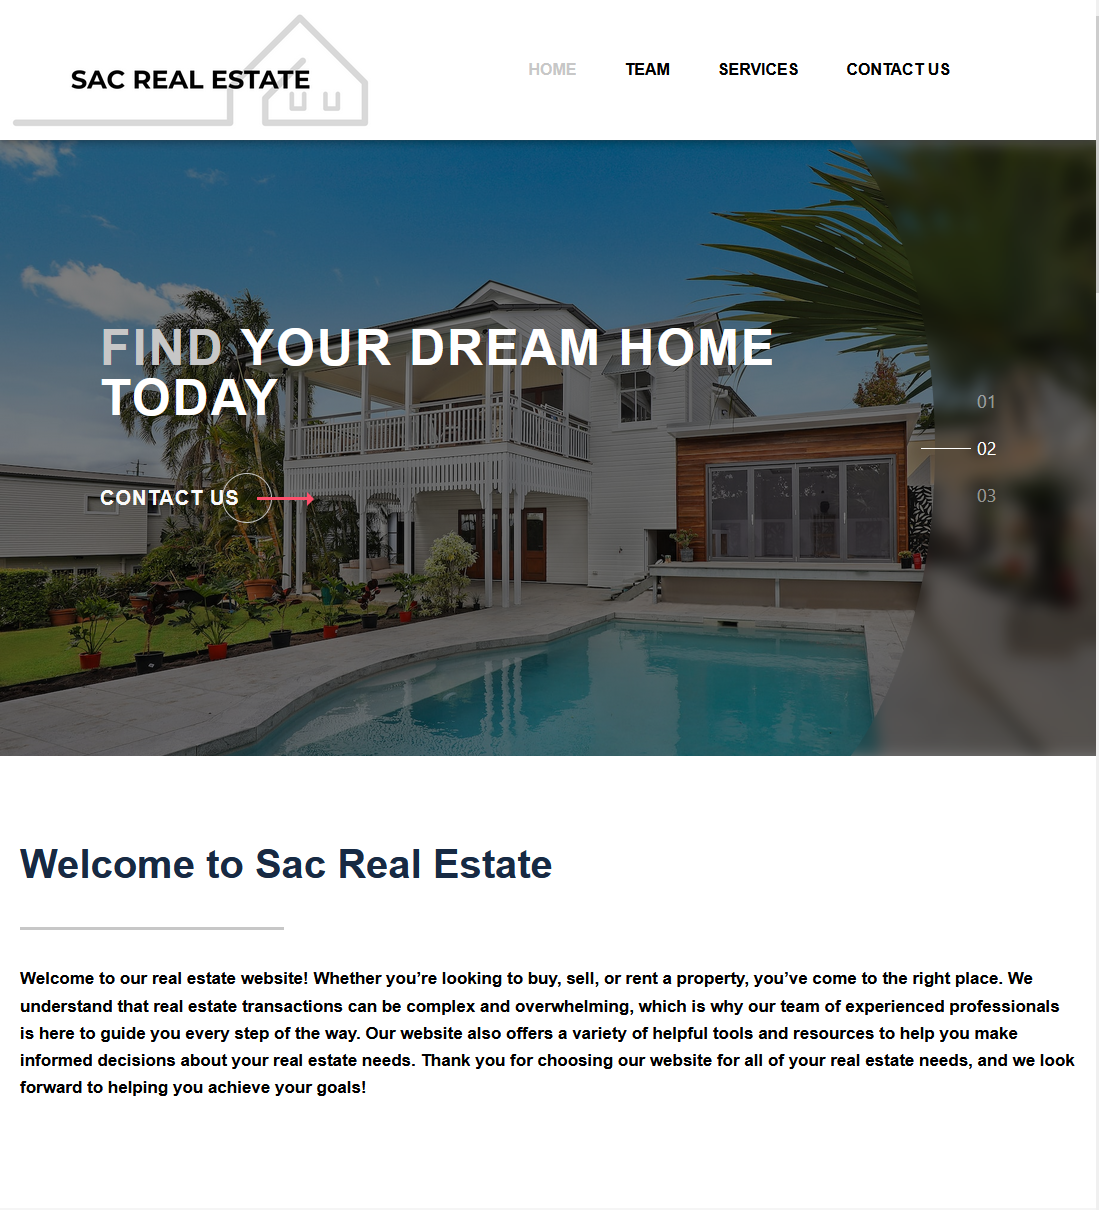 SAC REAL ESTATE
HOME TEAM SERVICES CONTACT US
FIND YOUR DREAM HOME
TODAY
01
02
CONTACT US
03
Welcome to Sac Real Estate
Welcome to our real estate website! Whether you’re looking to buy, sell, or rent a property, you’ve come to the right place. We
understand that real estate transactions can be complex and overwhelming, which is why our team of experienced professionals
is here to guide you every step of the way. Our website also offers a variety of helpful tools and resources to help you make
informed decisions about your real estate needs. Thank you for choosing our website for all of your real estate needs, and we look
forward to helping you achieve your goals!